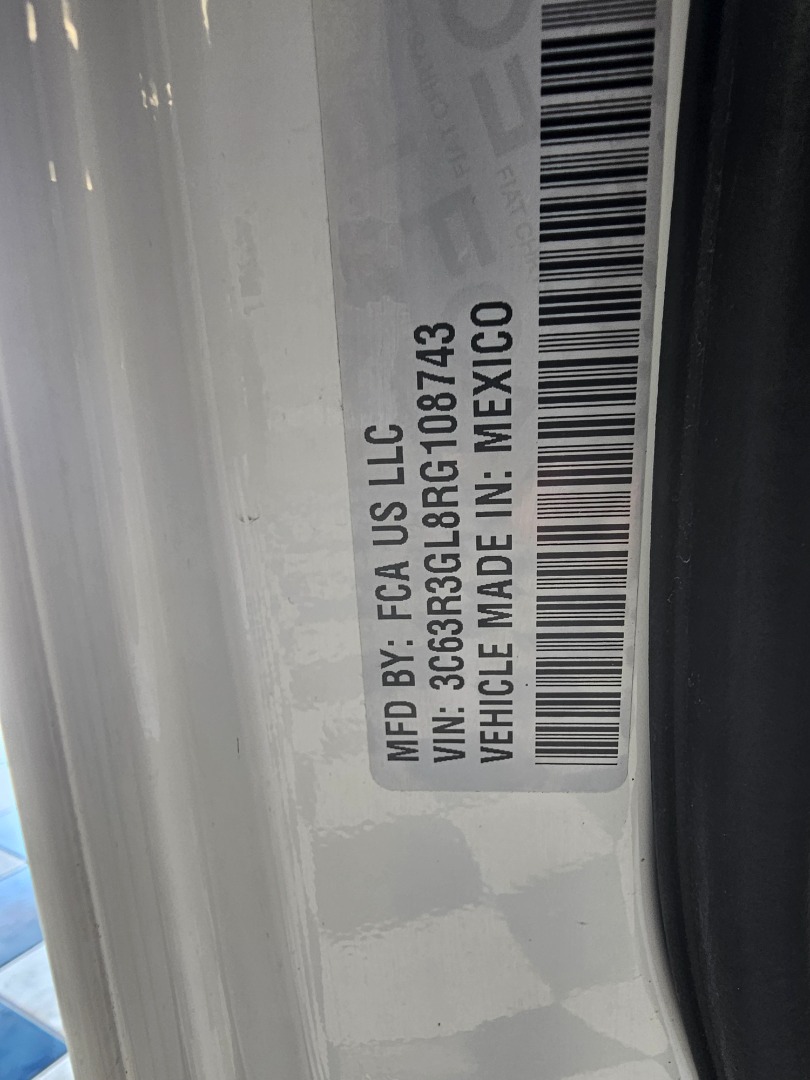 MFD BY: FCA US LLC
VIN: 3C63R3GL8RG108743
VEHICLE MADE IN: MEXICO